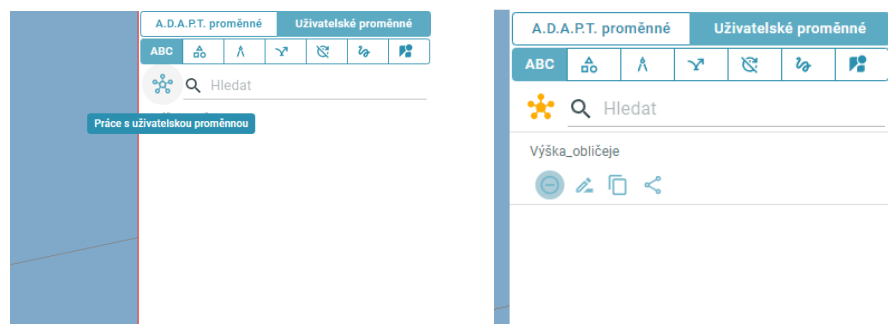 A.D.A.P.T. proměnné Uživatelské proměnné
ABC
Hledat
Práce s uživatelskou proměnnou
A.D.A.P.T. proměnné Uživatelské proměnné
ABC
Hledat
Výška_obličeje